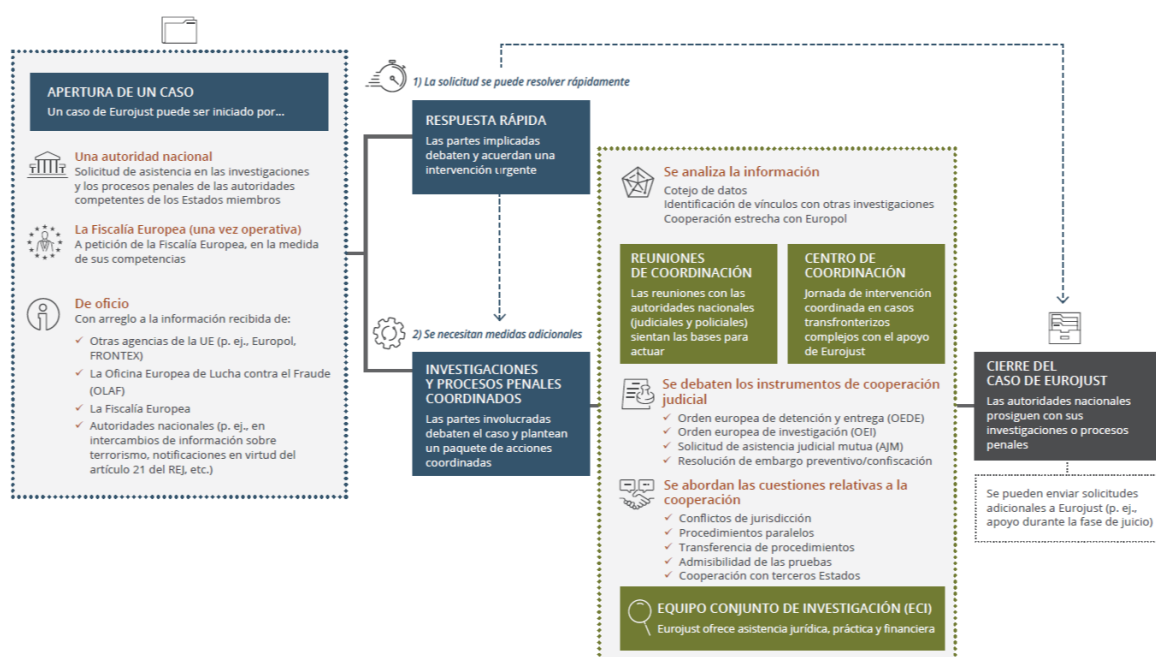 APERTURA DE UN CASO
Un caso de Eurojust puede ser iniciado por...
Una autoridad nacional
Solicitud de asistencia en las investigaciones
y los procesos penales de las autoridades
competentes de los Estados miembros
La Fiscalía Europea (una vez operativa)
A petición de la Fiscalía Europea, en la medida
de sus competencias
De oficio
Con arreglo a la información recibida de:
✓ Otras agencias de la UE (p. ej., Europol,
FRONTEX)
✓ La Oficina Europea de Lucha contra el Fraude
(OLAF)
✓ La Fiscalía Europea
✓ Autoridades nacionales (p. ej., en
intercambios de información sobre
terrorismo, notificaciones en virtud del
artículo 21 del REJ, etc.)
1) La solicitud se puede resolver rápidamente
RESPUESTA RÁPIDA
Las partes implicadas
debaten y acuerdan una
intervención urgente
2) Se necesitan medidas adicionales
INVESTIGACIONES
Y PROCESOS PENALES
COORDINADOS
Las partes involucradas
debaten el caso y plantean
un paquete de acciones
coordinadas
Se analiza la información
Cotejo de datos
Identificación de vínculos con otras investigaciones
Cooperación estrecha con Europol
REUNIONES
DE COORDINACIÓN
Las reuniones con las
autoridades nacionales
(judiciales y policiales)
sientan las bases para
actuar
CENTRO DE
COORDINACIÓN
Jornada de intervención
coordinada en casos
transfronterizos
complejos con el apoyo
de Eurojust
Se debaten los instrumentos de cooperación
judicial
✓ Orden europea de detención y entrega (OEDE)
✓ Orden europea de investigación (OEI)
✓ Solicitud de asistencia judicial mutua (AJM)
✓ Resolución de embargo preventivo/confiscación
Se abordan las cuestiones relativas a la
cooperación
✓ Conflictos de jurisdicción
✓ Procedimientos paralelos
✓ Transferencia de procedimientos
✓ Admisibilidad de las pruebas
✓ Cooperación con terceros Estados
EQUIPO CONJUNTO DE INVESTIGACIÓN (ECI)
Eurojust ofrece asistencia jurídica, práctica y financiera
CIERRE DEL
CASO DE EUROJUST
Las autoridades nacionales
prosiguen con sus
investigaciones o procesos
penales
Se pueden enviar solicitudes
adicionales a Eurojust (p. ej.,
apoyo durante la fase de juicio)